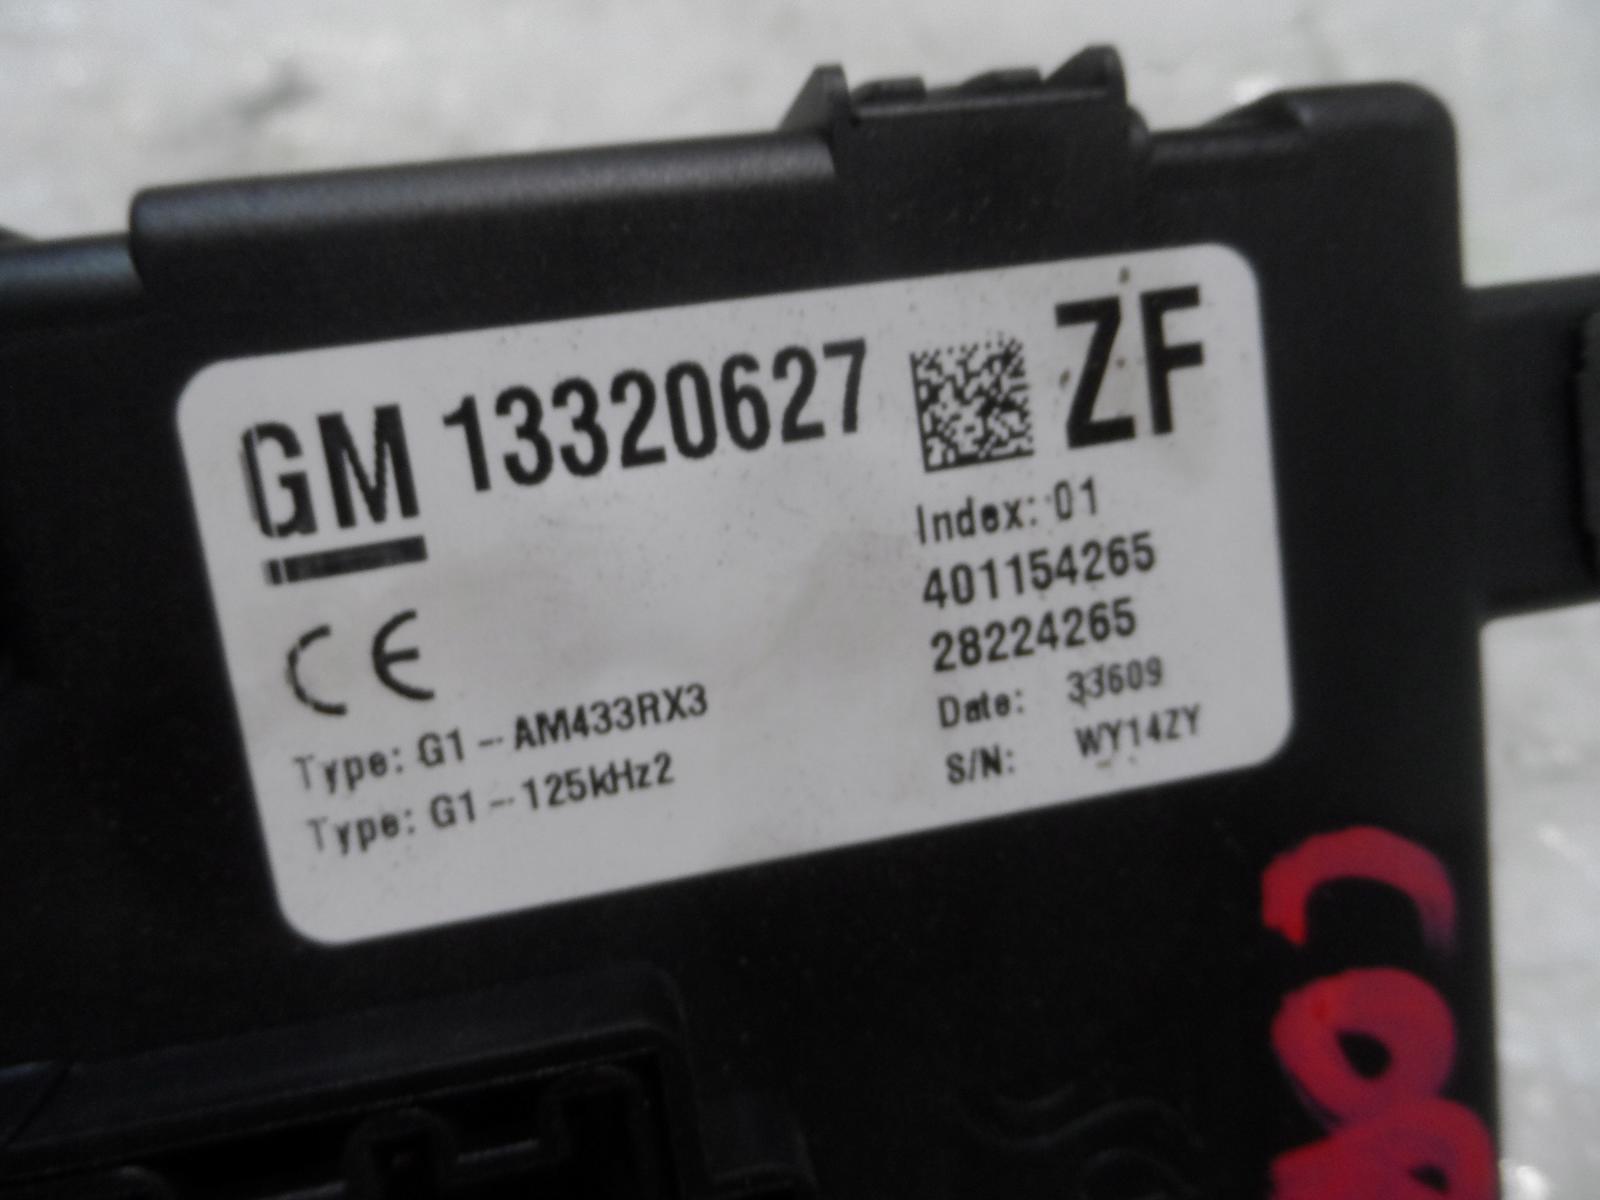 GM 13320627 ZF
CE
Type: G1-AM433RX3
Type: G1-125kHz2
Index: 01
401154265
28224265
Date: 33609
S/N: WY14ZY